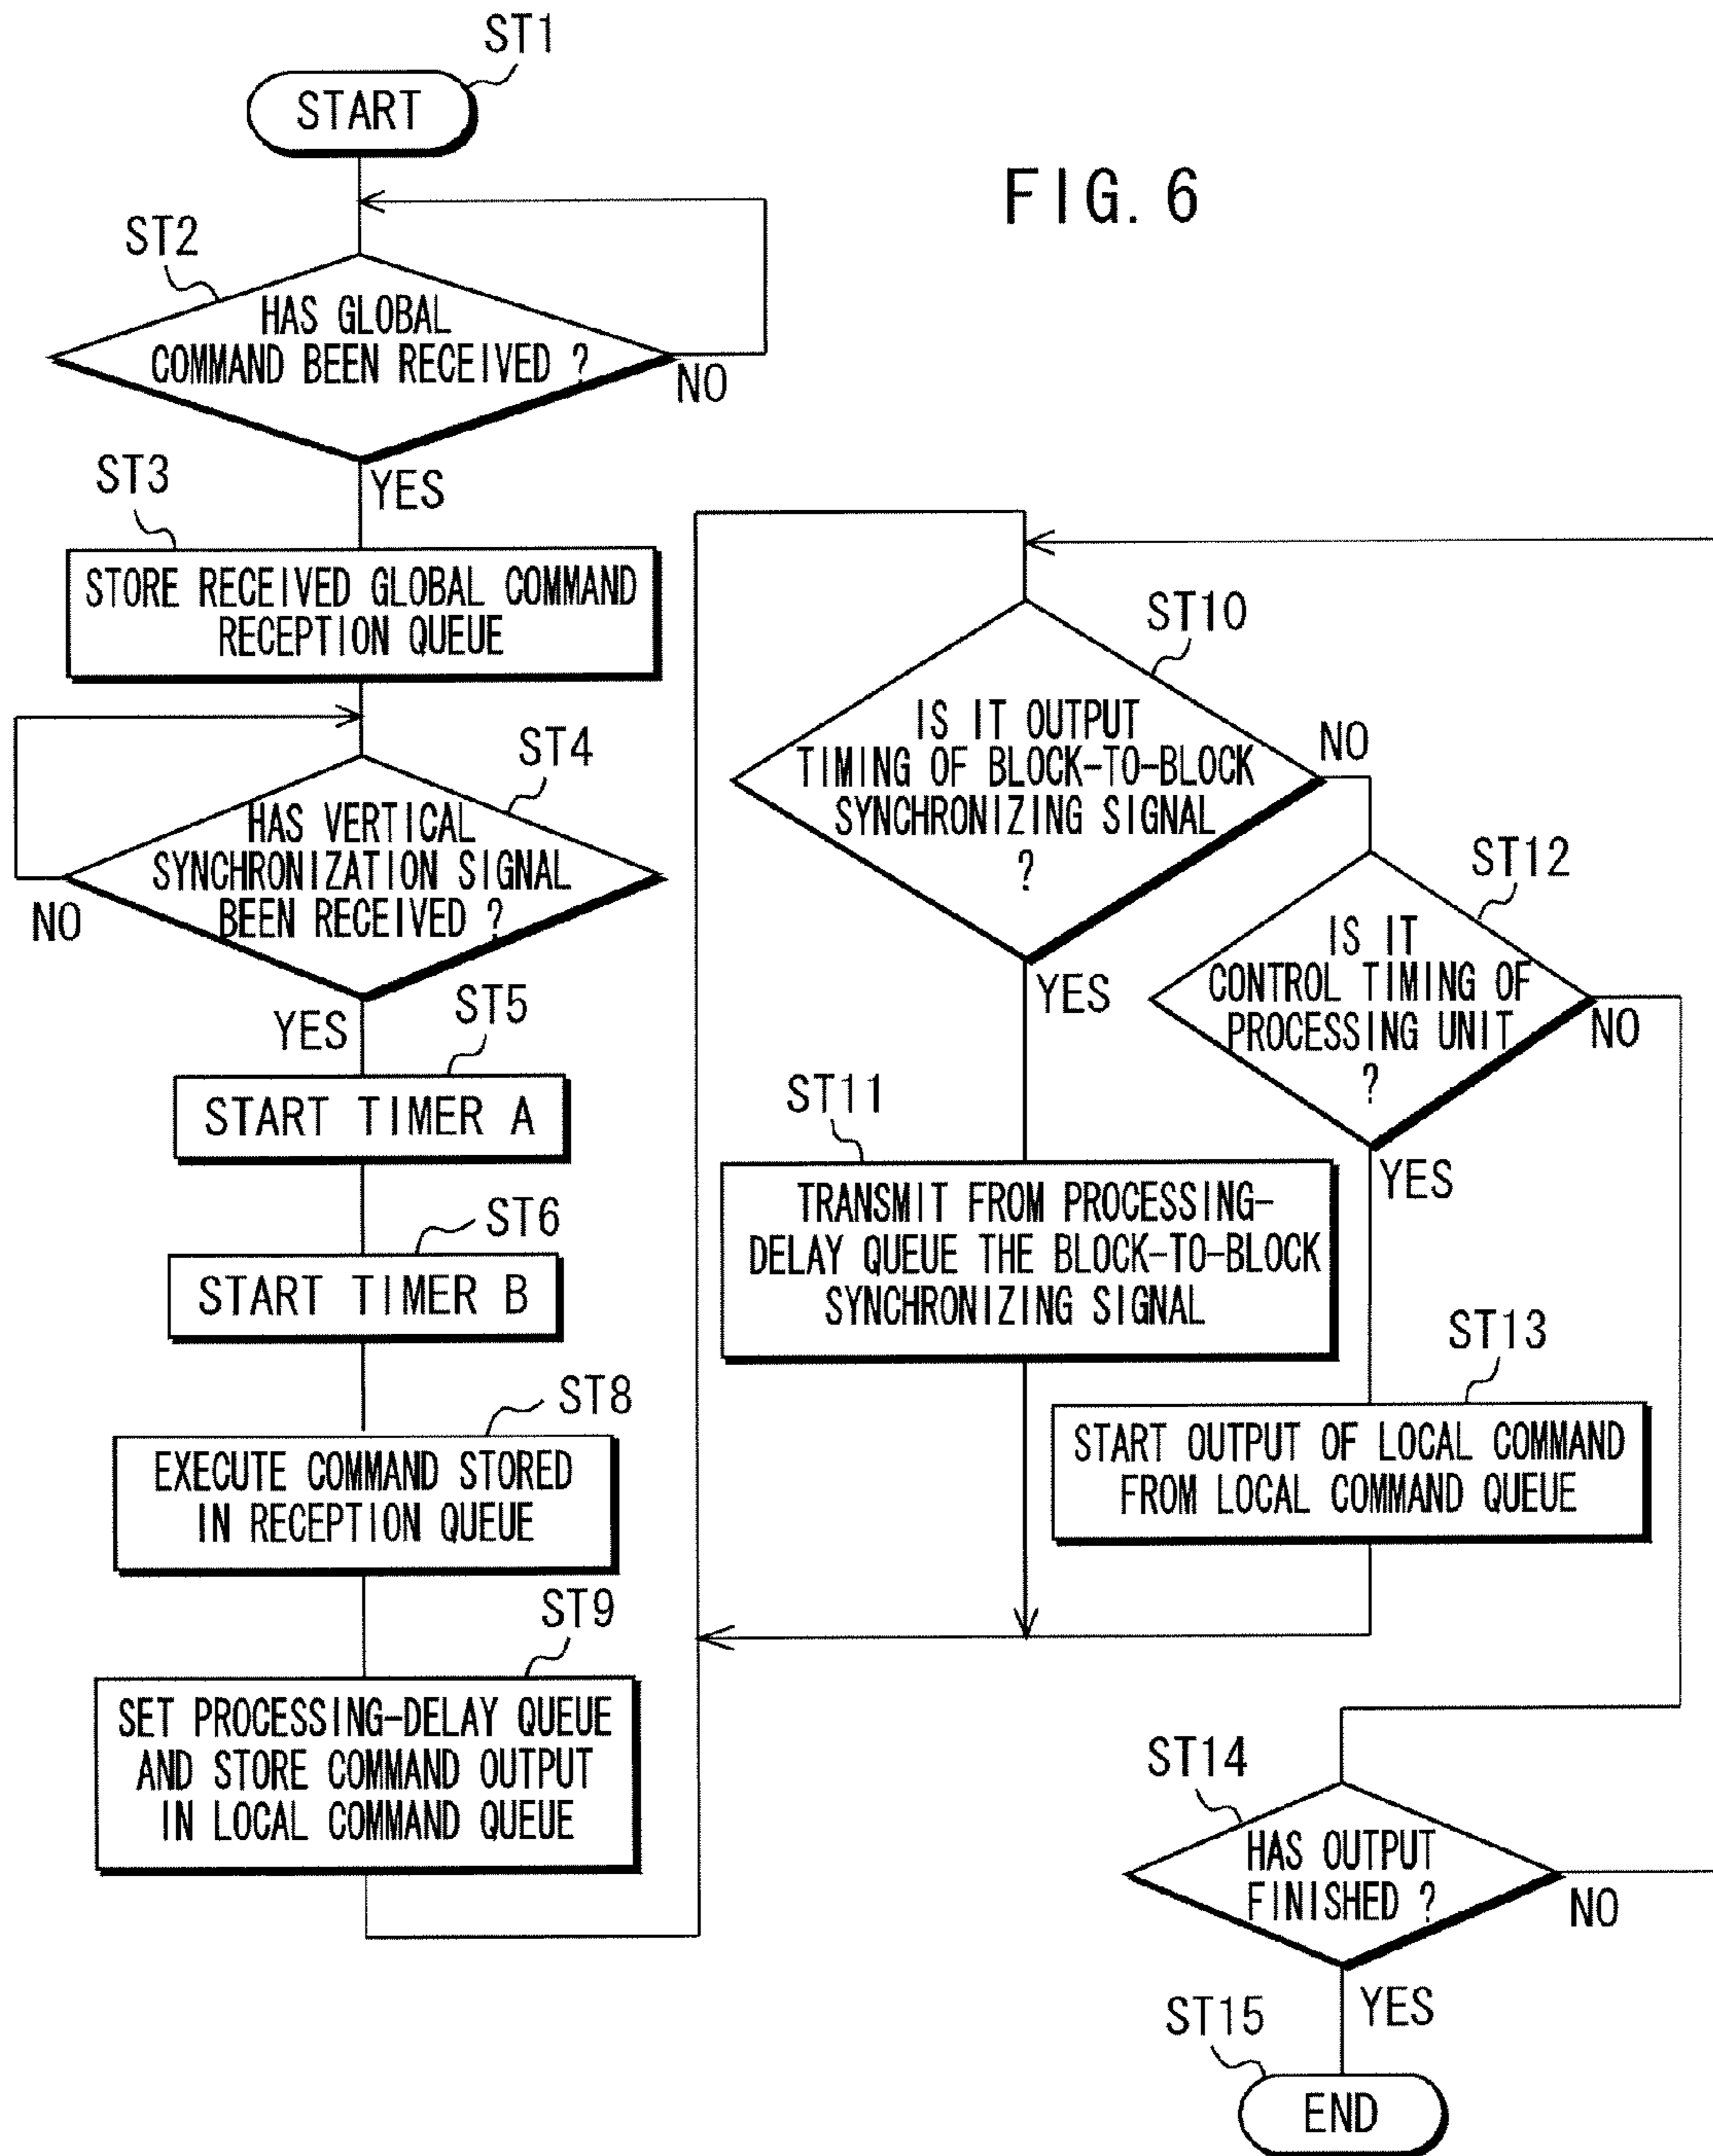 FIG. 6
ST1
START
ST2
HAS GLOBAL
COMMAND BEEN RECEIVED ?
NO
YES
ST3
STORE RECEIVED GLOBAL COMMAND
RECEPTION QUEUE
ST4
HAS VERTICAL
SYNCHRONIZATION SIGNAL
BEEN RECEIVED ?
NO
YES
ST5
START TIMER A
ST6
START TIMER B
ST8
EXECUTE COMMAND STORED
IN RECEPTION QUEUE
ST9
SET PROCESSING-DELAY QUEUE
AND STORE COMMAND OUTPUT
IN LOCAL COMMAND QUEUE
ST10
IS IT OUTPUT
TIMING OF BLOCK-TO-BLOCK
SYNCHRONIZING SIGNAL
?
NO
YES
ST11
TRANSMIT FROM PROCESSING-
DELAY QUEUE THE BLOCK-TO-BLOCK
SYNCHRONIZING SIGNAL
ST12
IS IT
CONTROL TIMING OF
PROCESSING UNIT
?
NO
YES
ST13
START OUTPUT OF LOCAL COMMAND
FROM LOCAL COMMAND QUEUE
ST14
HAS OUTPUT
FINISHED ?
NO
YES
ST15
END